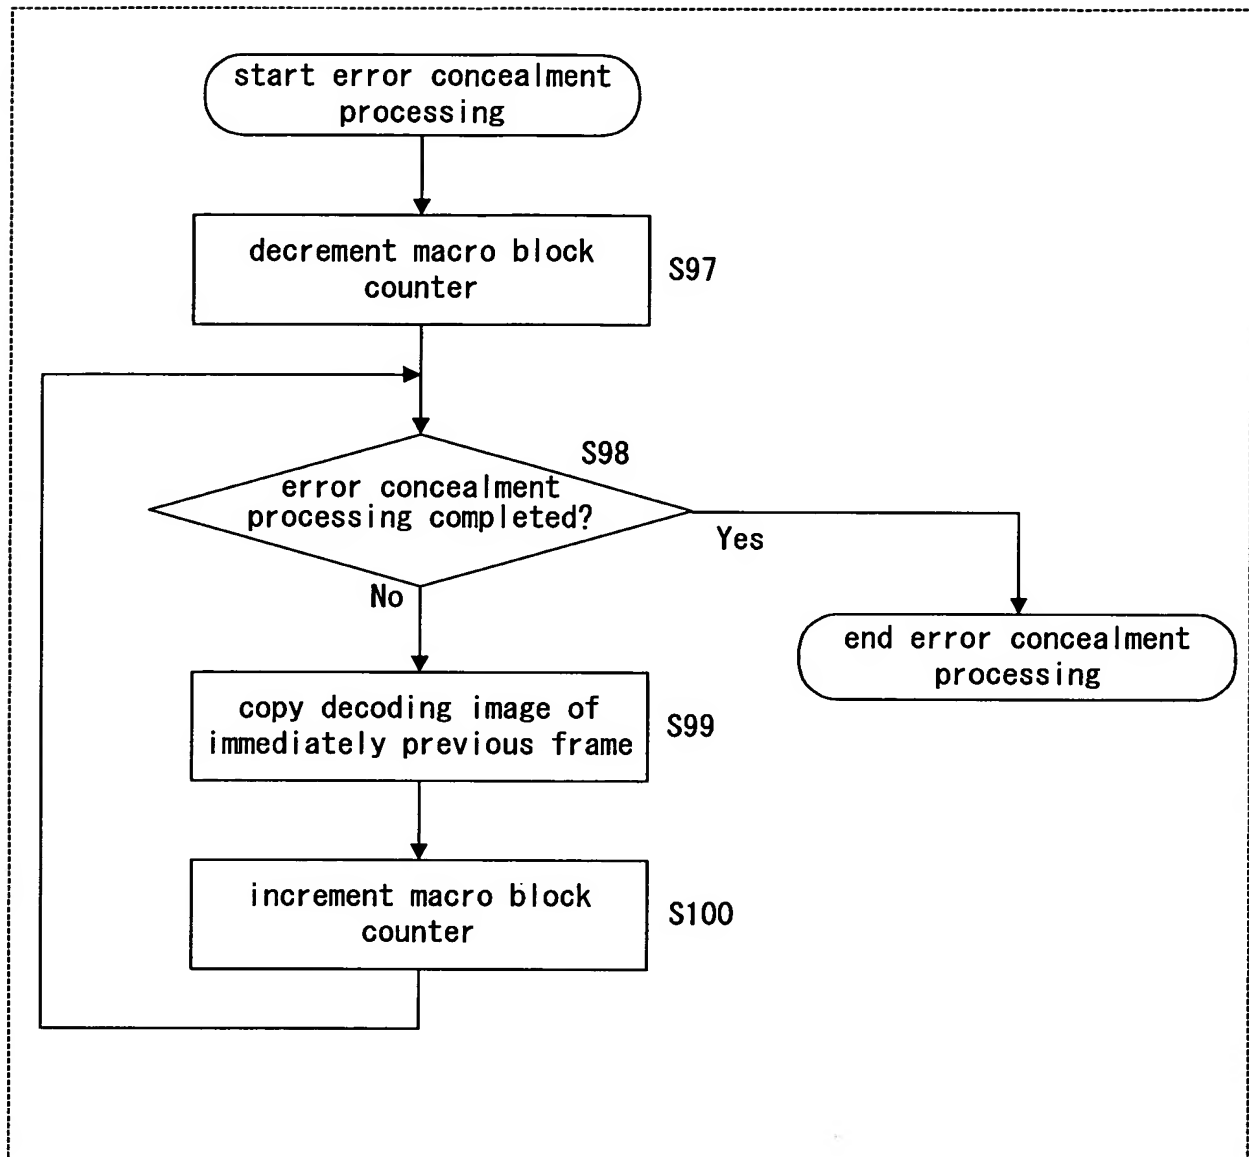 start error concealment
processing
decrement macro block
counter
S97
S98
error concealment
processing completed?
Yes
No
end error concealment
processing
copy decoding image of
immediately previous frame
S99
increment macro block
counter
S100